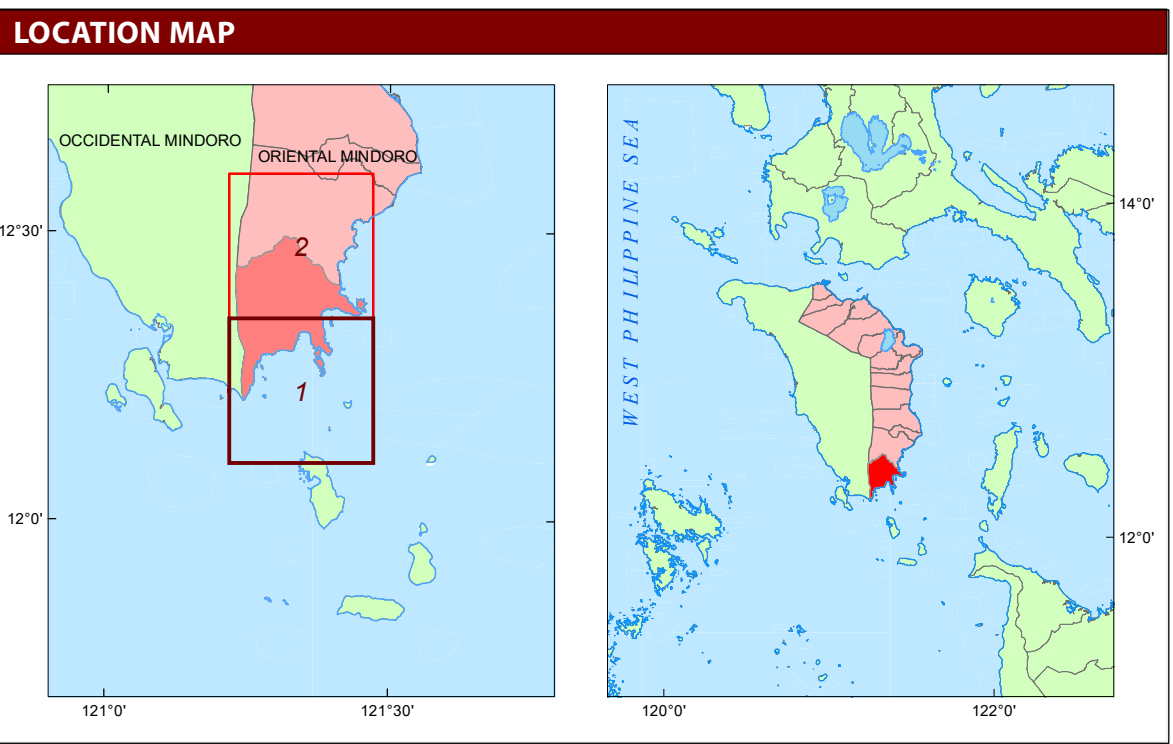 LOCATION MAP
OCCIDENTAL MINDORO
ORIENTAL MINDORO
12°30'
2
1
12°0'
121°0'
121°30'
WEST PHILIPPINE SEA
14°0'
12°0'
120°0'
122°0'